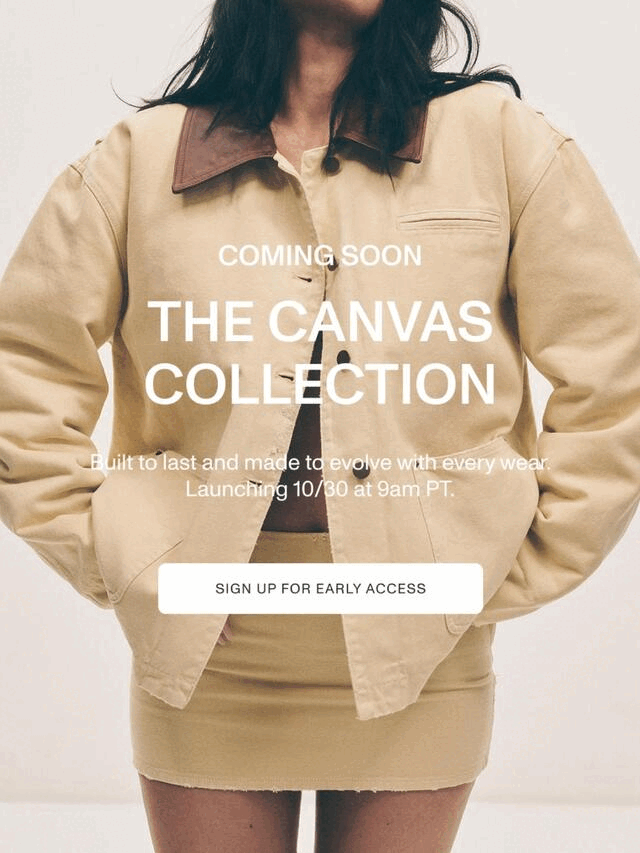 COMING SOON
THE CANVAS
COLLECTION
Built to last and made to evolve with every wear.
Launching 10/30 at 9am PT.
SIGN UP FOR EARLY ACCESS